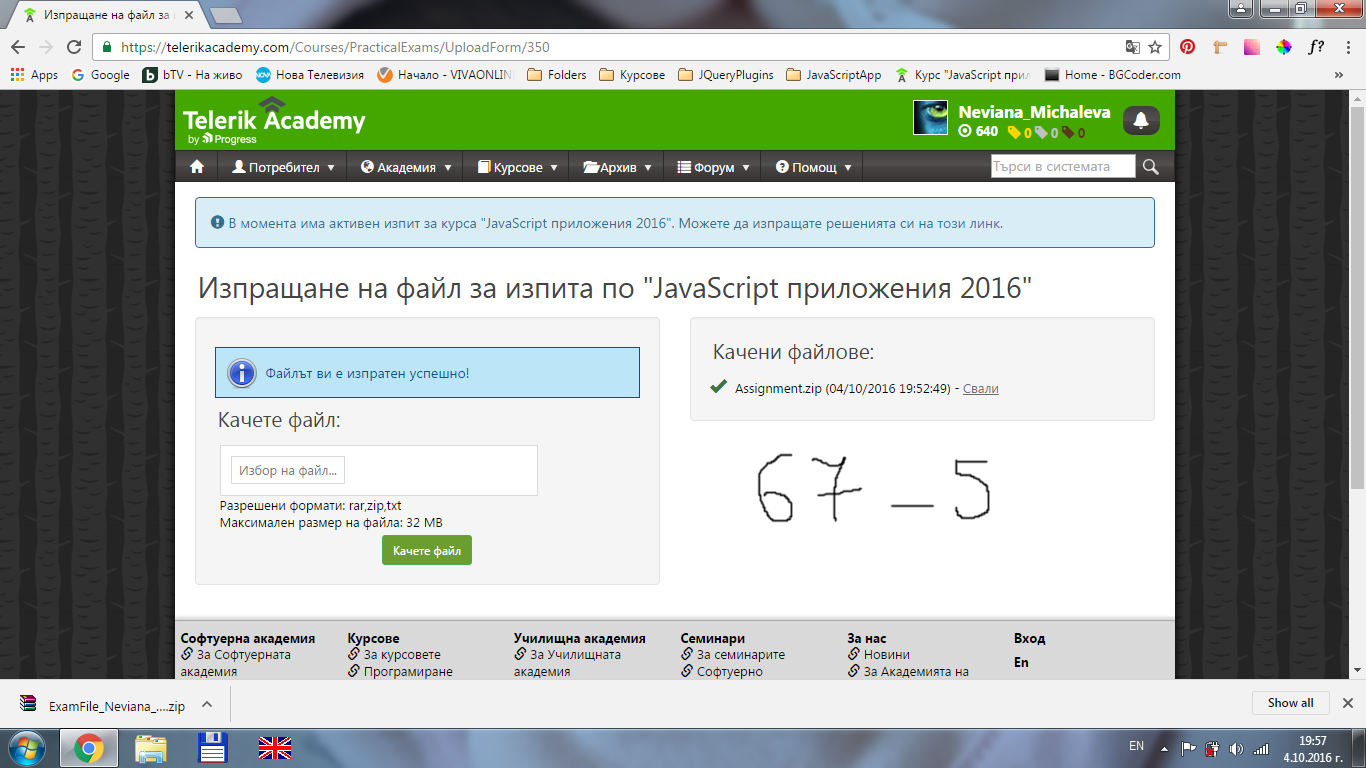 Изпращане на файл за
https://telerikacademy.com/Courses/PracticalExams/UploadForm/350
Apps Google bTV - На живо Нова Телевизия Начало - VIVAONLIN Folders Курсове JQueryPlugins JavaScriptApp Курс "JavaScript прил Home - BGCoder.com »
Telerik Academy
by Progress
Neviana_Michaleva
640 0 0 0
Потребител Академия Курсове Архив Форум Помощ Търси в системата
В момента има активен изпит за курса "JavaScript приложения 2016". Можете да изпращате решенията си на този линк.
Изпращане на файл за изпита по "JavaScript приложения 2016"
Файлът ви е изпратен успешно!
Качете файл:
Избор на файл...
Разрешени формати: rar,zip,txt
Максимален размер на файла: 32 MB
Качете файл
Качени файлове:
Assignment.zip (04/10/2016 19:52:49) - Свали
67 - 5
Софтуерна академия Курсове Училищна академия Семинари За нас Вход
За Софтуерната За курсовете За Училищната За семинарите Новини En
академия Програмиране академия Софтуерно За Академията на
ExamFile_Neviana_....zip Show all
EN 19:57
4.10.2016 г.